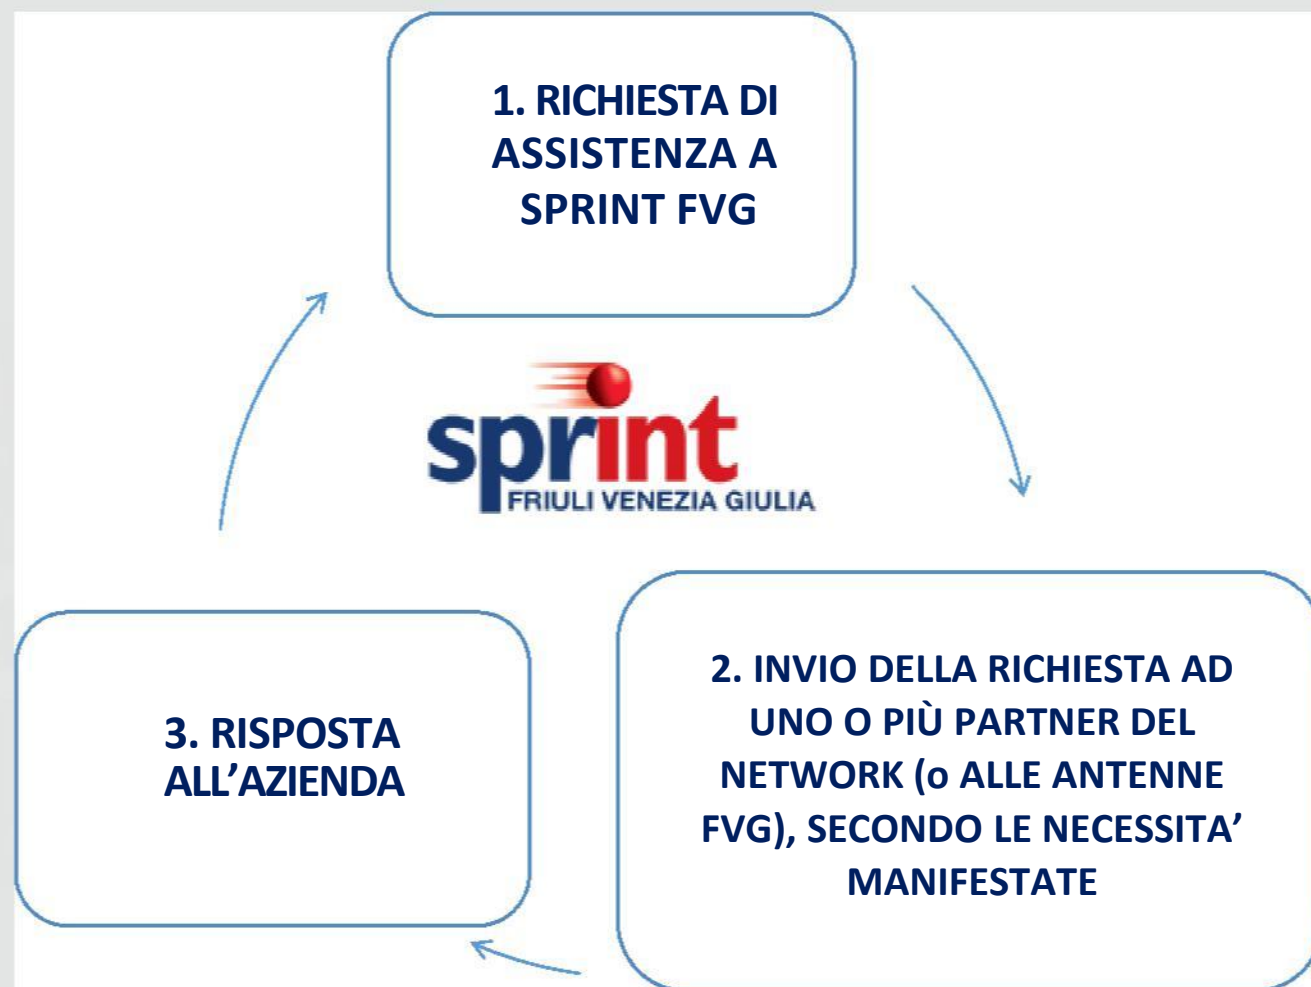 1. RICHIESTA DI
ASSISTENZA A
SPRINT FVG
sprint
FRIULI VENEZIA GIULIA
3. RISPOSTA
ALL’AZIENDA
2. INVIO DELLA RICHIESTA AD
UNO O PIÙ PARTNER DEL
NETWORK (o ALLE ANTENNE
FVG), SECONDO LE NECESSITA’
MANIFESTATE